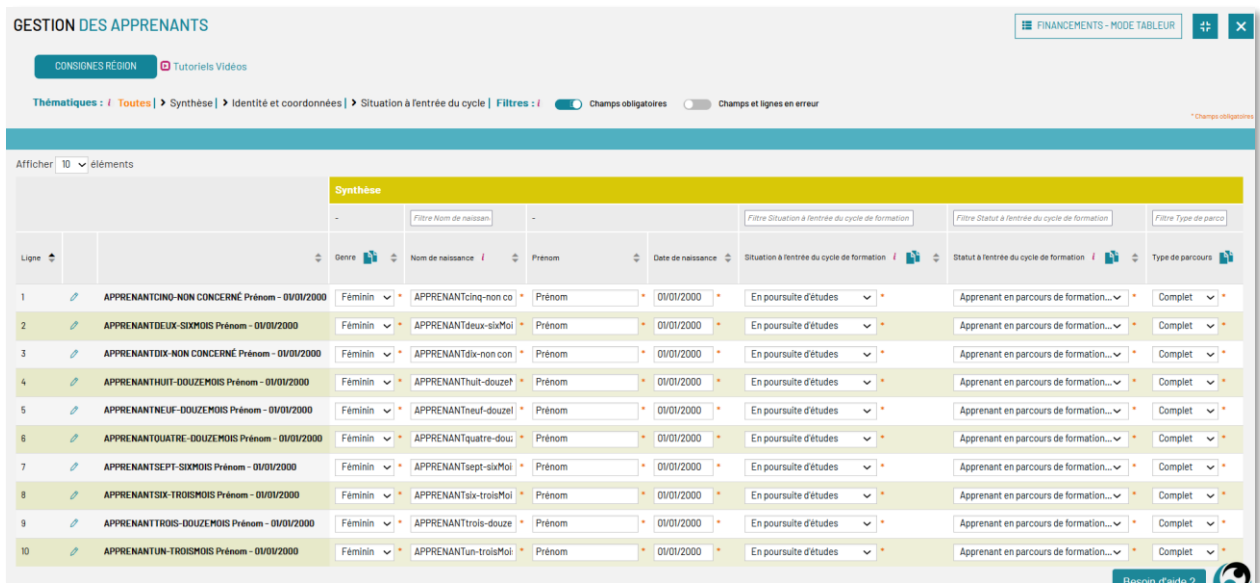 GESTION DES APPRENANTS
FINANCEMENTS - MODE TABLEUR
CONSIGNES RÉGION Tutoriels Vidéos
Thématiques : i Toutes | > Synthèse | > Identité et coordonnées | > Situation à l'entrée du cycle | Filtres : i Champs obligatoires Champs et lignes en erreur
* Champs obligatoires
Afficher 10 éléments
Synthèse
- Filtre Nom de naissan - Filtre Situation à l'entrée du cycle de formation Filtre Statut à l'entrée du cycle de formation Filtre Type de parco
Ligne Genre Nom de naissance i Prénom Date de naissance Situation à l'entrée du cycle de formation i Statut à l'entrée du cycle de formation i Type de parcours
1 APPRENANTCINQ-NON CONCERNÉ Prénom - 01/01/2000 Féminin * APPRENANTcinq-non co * Prénom * 01/01/2000 * En poursuite d'études * Apprenant en parcours de formation... * Complet *
2 APPRENANTDEUX-SIXMOIS Prénom - 01/01/2000 Féminin * APPRENANTdeux-sixMoi * Prénom * 01/01/2000 * En poursuite d'études * Apprenant en parcours de formation... * Complet *
3 APPRENANTDIX-NON CONCERNÉ Prénom - 01/01/2000 Féminin * APPRENANTdix-non con * Prénom * 01/01/2000 * En poursuite d'études * Apprenant en parcours de formation... * Complet *
4 APPRENANTHUIT-DOUZEMOIS Prénom - 01/01/2000 Féminin * APPRENANThuit-douzeM * Prénom * 01/01/2000 * En poursuite d'études * Apprenant en parcours de formation... * Complet *
5 APPRENANTNEUF-DOUZEMOIS Prénom - 01/01/2000 Féminin * APPRENANTneuf-douze * Prénom * 01/01/2000 * En poursuite d'études * Apprenant en parcours de formation... * Complet *
6 APPRENANTQUATRE-DOUZEMOIS Prénom - 01/01/2000 Féminin * APPRENANTquatre-douz * Prénom * 01/01/2000 * En poursuite d'études * Apprenant en parcours de formation... * Complet *
7 APPRENANTSEPT-SIXMOIS Prénom - 01/01/2000 Féminin * APPRENANTsept-sixMoi * Prénom * 01/01/2000 * En poursuite d'études * Apprenant en parcours de formation... * Complet *
8 APPRENANTSIX-TROISMOIS Prénom - 01/01/2000 Féminin * APPRENANTsix-troisMoi * Prénom * 01/01/2000 * En poursuite d'études * Apprenant en parcours de formation... * Complet *
9 APPRENANTTROIS-DOUZEMOIS Prénom - 01/01/2000 Féminin * APPRENANTtrois-douze * Prénom * 01/01/2000 * En poursuite d'études * Apprenant en parcours de formation... * Complet *
10 APPRENANTUN-TROISMOIS Prénom - 01/01/2000 Féminin * APPRENANTun-troisMoi * Prénom * 01/01/2000 * En poursuite d'études * Apprenant en parcours de formation... * Complet *
Besoin d'aide ?